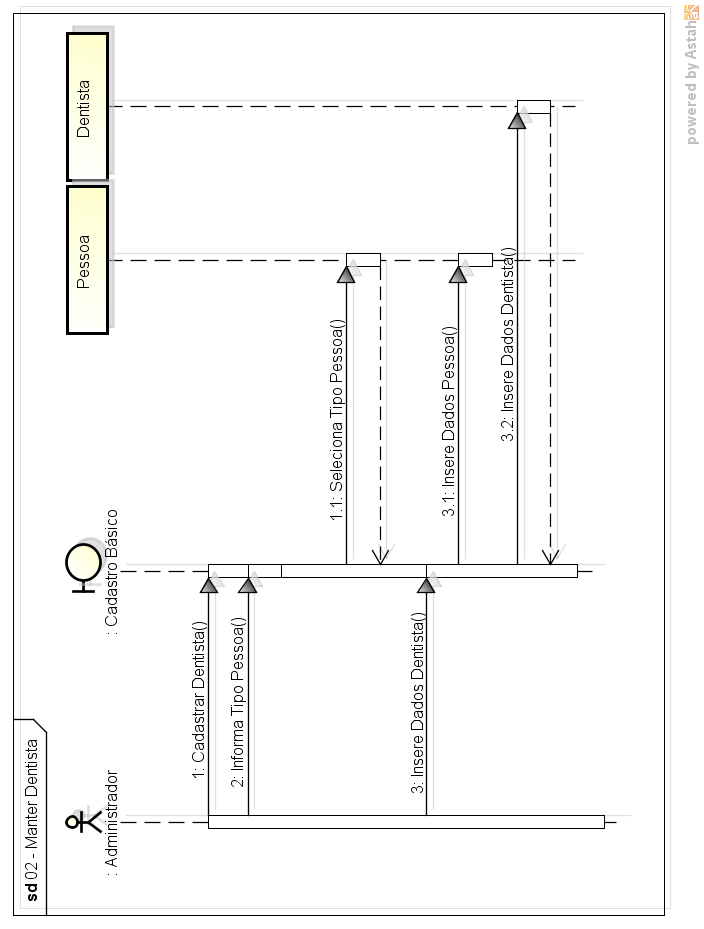 sd 02 - Manter Dentista
: Administrador
: Cadastro Básico
Pessoa
Dentista
1: Cadastrar Dentista()
2: Informa Tipo Pessoa()
1.1: Seleciona Tipo Pessoa()
3: Insere Dados Dentista()
3.1: Insere Dados Pessoa()
3.2: Insere Dados Dentista()
powered by Astah